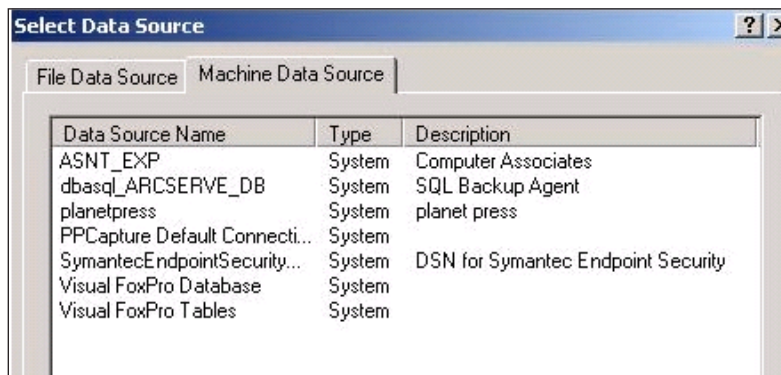 Select Data Source
File Data Source Machine Data Source
Data Source Name Type Description
ASNT_EXP System Computer Associates
dbasql_ARCSERVE_DB System SQL Backup Agent
planetpress System planet press
PPCapture Default Connecti... System
SymantecEndpointSecurity... System DSN for Symantec Endpoint Security
Visual FoxPro Database System
Visual FoxPro Tables System